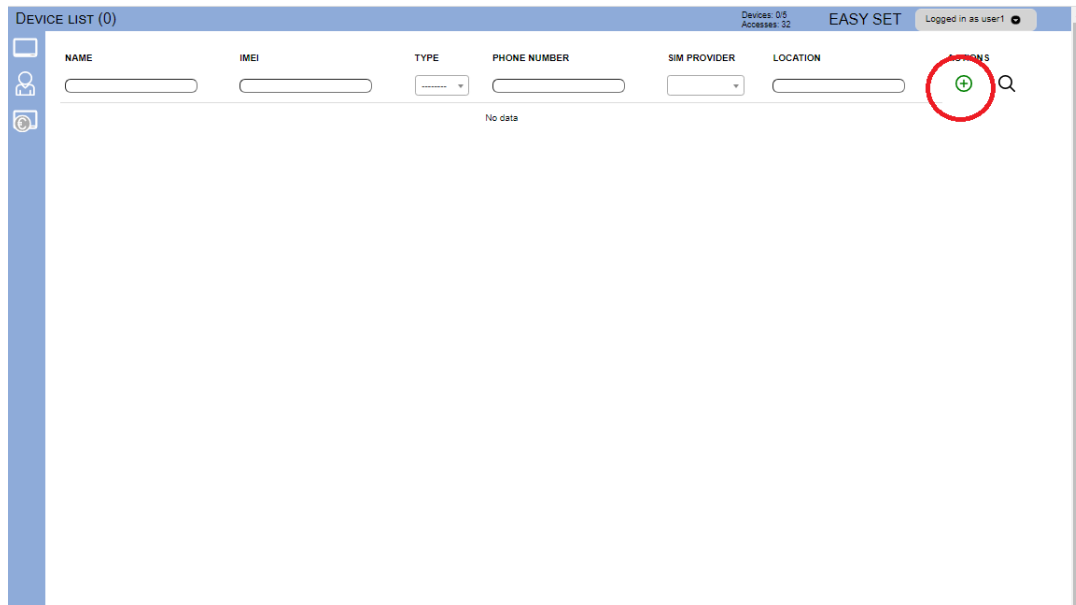 DEVICE LIST (0)
Devices: 0/5
Accesses: 32
EASY SET
Logged in as user1
NAME IMEI TYPE PHONE NUMBER SIM PROVIDER LOCATION ACTIONS
--------
No data